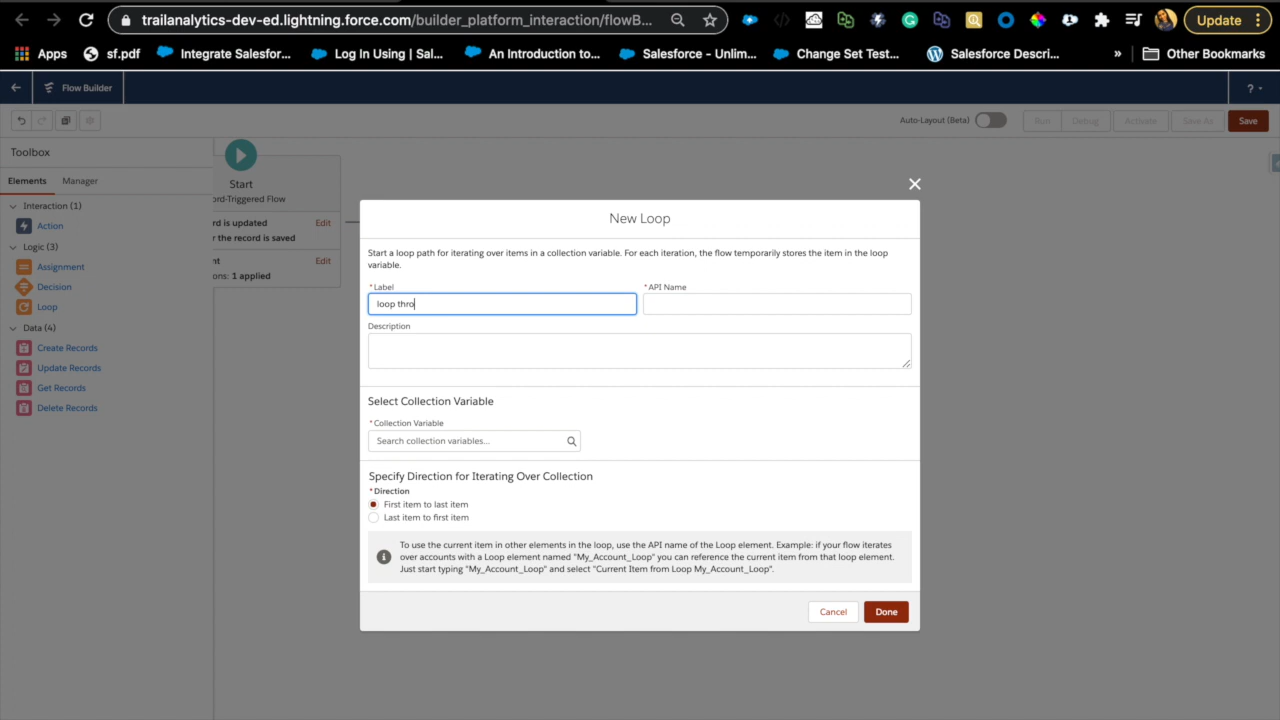 trailanalytics-dev-ed.lightning.force.com/builder_platform_interaction/flowB...
Update
Apps
sf.pdf
Integrate Salesfor...
Log In Using | Sal...
An Introduction to...
Salesforce - Unlim...
Change Set Test...
Salesforce Descri...
»
Other Bookmarks
Flow Builder
?
Auto-Layout (Beta)
Run
Debug
Activate
Save As
Save
Toolbox
Elements
Manager
Interaction (1)
Action
Logic (3)
Assignment
Decision
Loop
Data (4)
Create Records
Update Records
Get Records
Delete Records
Start
ord-Triggered Flow
rd is updated
Edit
r the record is saved
nt
Edit
ons: 1 applied
New Loop
Start a loop path for iterating over items in a collection variable. For each iteration, the flow temporarily stores the item in the loop
variable.
*Label
*API Name
loop thro
Description
Select Collection Variable
*Collection Variable
Search collection variables...
Specify Direction for Iterating Over Collection
*Direction
First item to last item
Last item to first item
To use the current item in other elements in the loop, use the API name of the Loop element. Example: if your flow iterates
over accounts with a Loop element named "My_Account_Loop" you can reference the current item from that loop element.
Just start typing "My_Account_Loop" and select "Current Item from Loop My_Account_Loop".
Cancel
Done